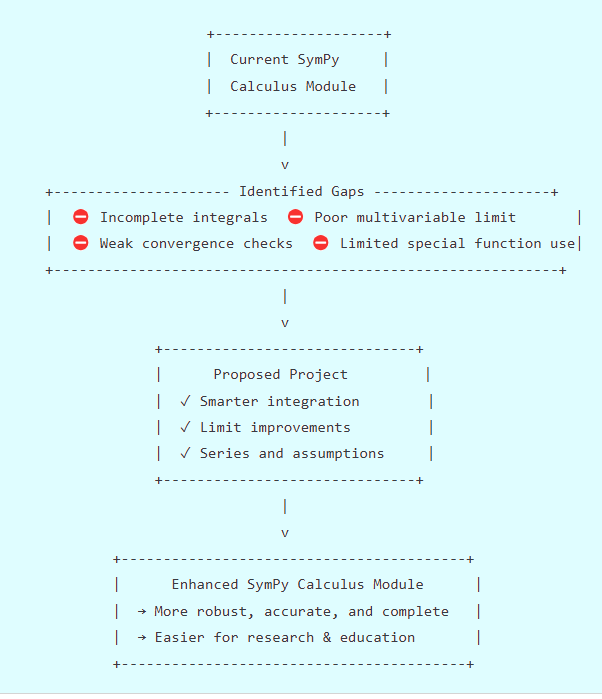 +--------------------+
|  Current SymPy     |
|  Calculus Module   |
+--------------------+
|
v
+--------------------- Identified Gaps ---------------------+
|  ⛔ Incomplete integrals  ⛔ Poor multivariable limit       |
|  ⛔ Weak convergence checks  ⛔ Limited special function use|
+------------------------------------------------------------+
|
v
+------------------------------+
|      Proposed Project         |
|  ✓ Smarter integration        |
|  ✓ Limit improvements         |
|  ✓ Series and assumptions     |
+------------------------------+
|
v
+-----------------------------------------+
|      Enhanced SymPy Calculus Module      |
|  → More robust, accurate, and complete   |
|  → Easier for research & education       |
+-----------------------------------------+